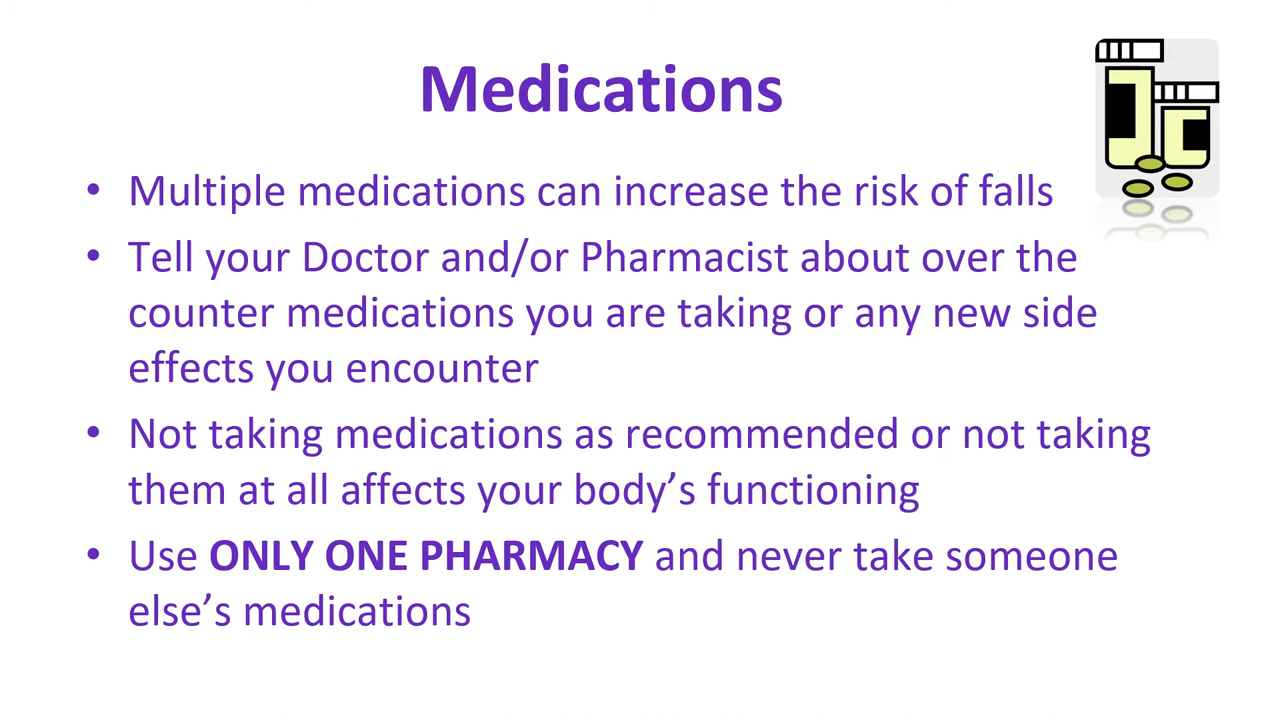 Medications
• Multiple medications can increase the risk of falls
• Tell your Doctor and/or Pharmacist about over the
counter medications you are taking or any new side
effects you encounter
• Not taking medications as recommended or not taking
them at all affects your body’s functioning
• Use ONLY ONE PHARMACY and never take someone
else’s medications